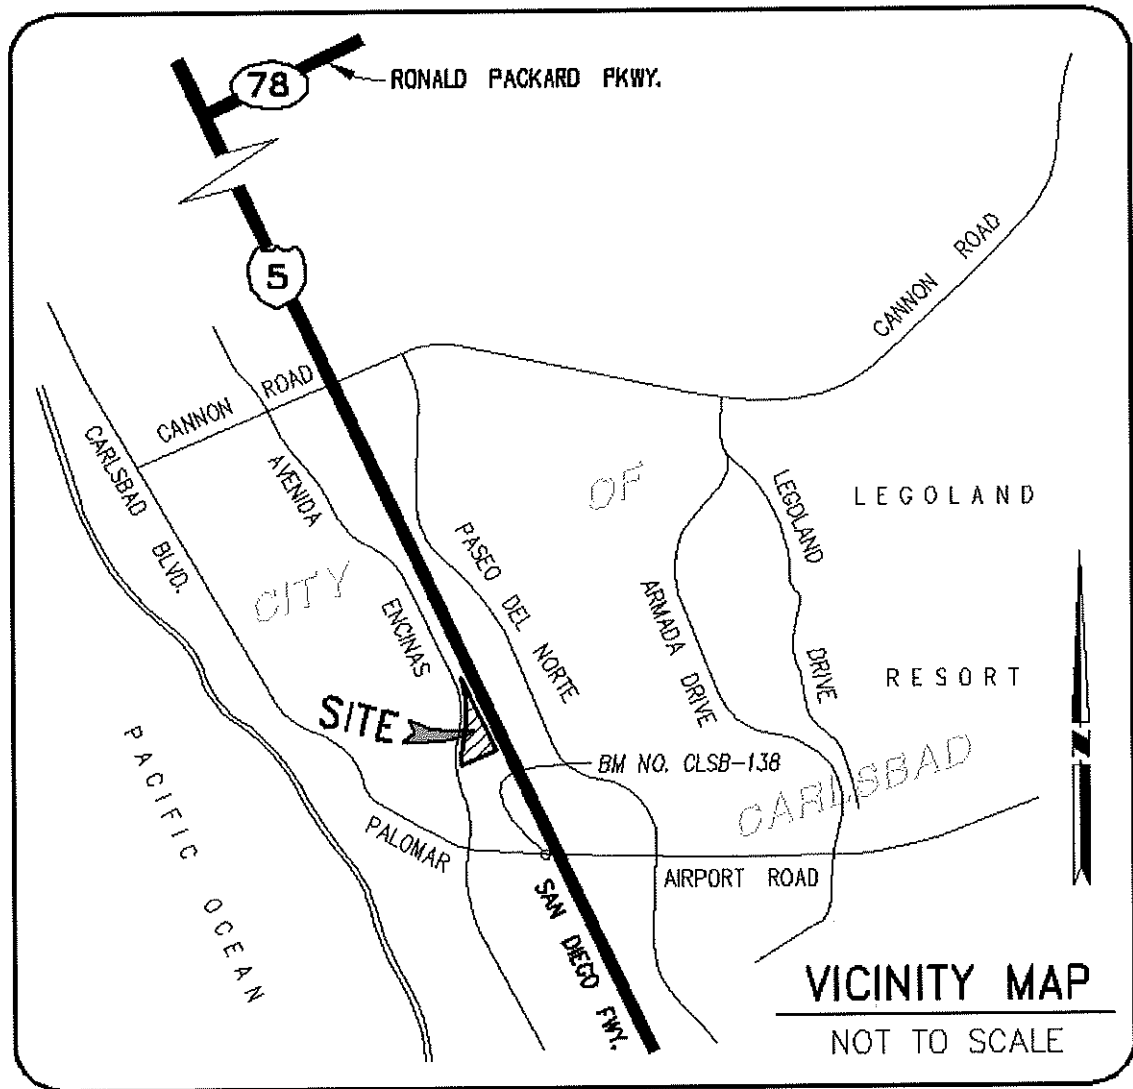 78
RONALD PACKARD PKWY.
5
CANNON ROAD
CANNON ROAD
CARLSBAD BLVD.
AVENIDA ENCINAS
PASEO DEL NORTE
CITY OF CARLSBAD
LEGOLAND DRIVE
ARMADA DRIVE
LEGOLAND
RESORT
SITE
BM NO. CLSB-138
PACIFIC OCEAN
PALOMAR AIRPORT ROAD
SAN DIEGO FWY.
VICINITY MAP
NOT TO SCALE